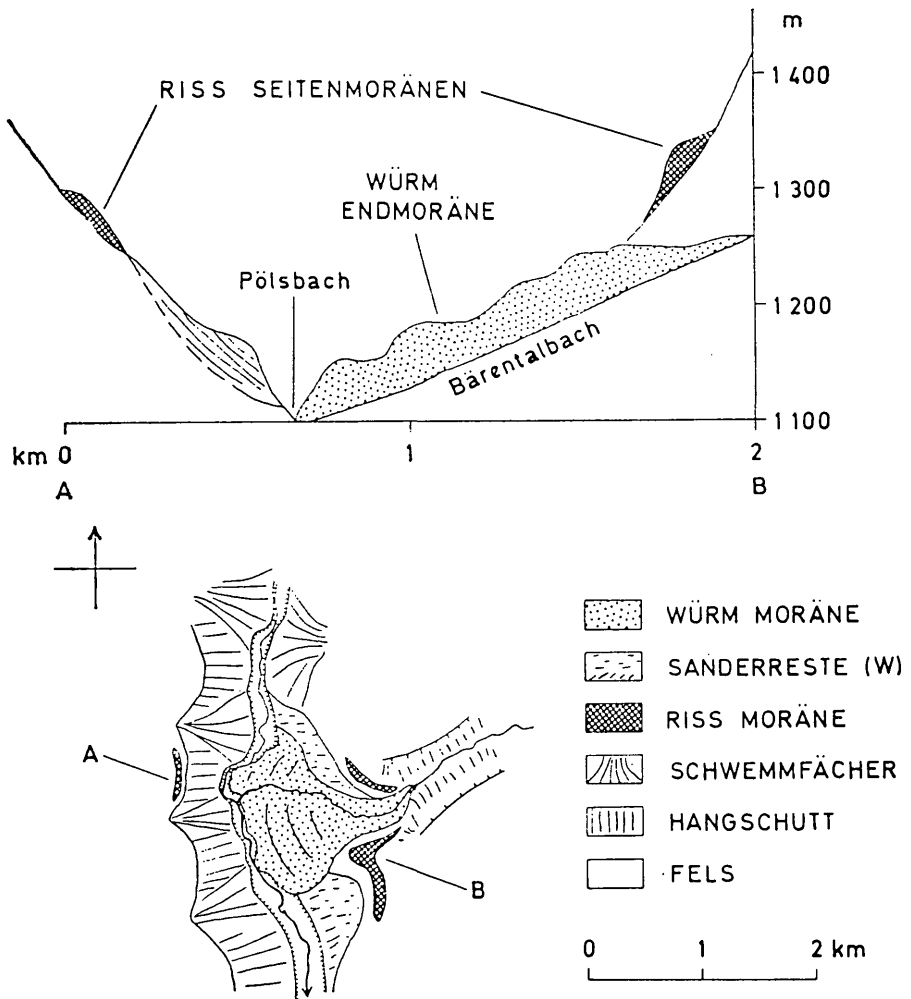 m
1 400
RISS SEITENMORÄNEN
WÜRM
ENDMORÄNE
1 300
Pölsbach
1 200
Bärentalbach
1 100
km 0
1
2
A
B
A
B
WÜRM MORÄNE
SANDERRESTE (W)
RISS MORÄNE
SCHWEMMFÄCHER
HANGSCHUTT
FELS
0 1 2 km